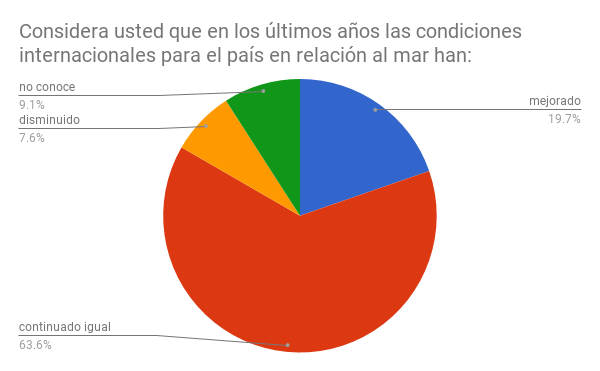 Considera usted que en los últimos años las condiciones
internacionales para el país en relación al mar han:
no conoce
9.1%
disminuido
7.6%
mejorado
19.7%
continuado igual
63.6%